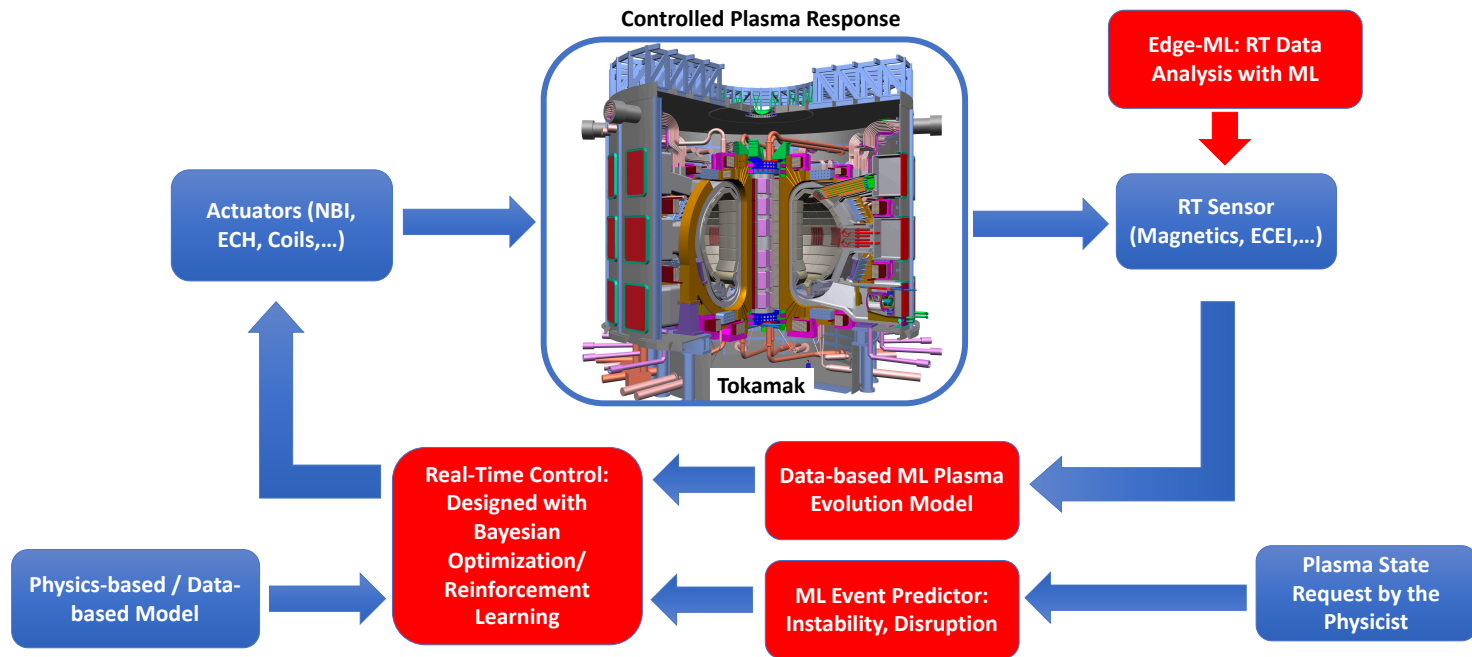 Controlled Plasma Response
Edge-ML: RT Data
Analysis with ML
Actuators (NBI,
ECH, Coils,…)
RT Sensor
(Magnetics, ECEI,…)
Tokamak
Real-Time Control:
Designed with
Bayesian
Optimization/
Reinforcement
Learning
Data-based ML Plasma
Evolution Model
Physics-based / Data-
based Model
ML Event Predictor:
Instability, Disruption
Plasma State
Request by the
Physicist